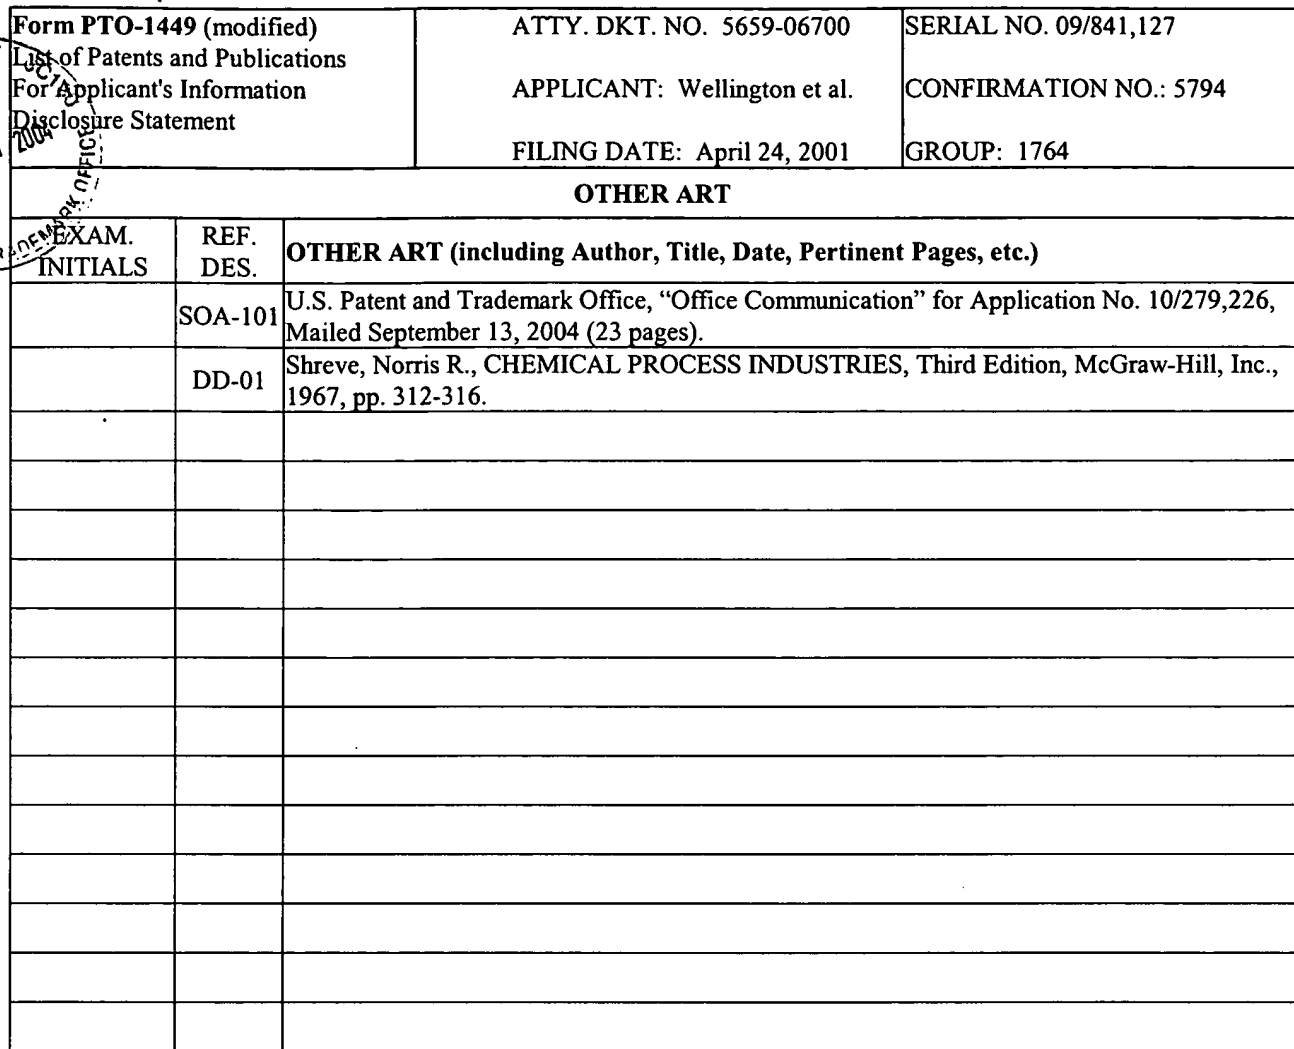 Form PTO-1449 (modified)
List of Patents and Publications
For Applicant's Information
Disclosure Statement
ATTY. DKT. NO. 5659-06700
APPLICANT: Wellington et al.
FILING DATE: April 24, 2001
SERIAL NO. 09/841,127
CONFIRMATION NO.: 5794
GROUP: 1764
2004
OFFICE
OTHER ART
EXAM.
INITIALS
REF.
DES.
OTHER ART (including Author, Title, Date, Pertinent Pages, etc.)
SOA-101
U.S. Patent and Trademark Office, “Office Communication” for Application No. 10/279,226,
Mailed September 13, 2004 (23 pages).
DD-01
Shreve, Norris R., CHEMICAL PROCESS INDUSTRIES, Third Edition, McGraw-Hill, Inc.,
1967, pp. 312-316.